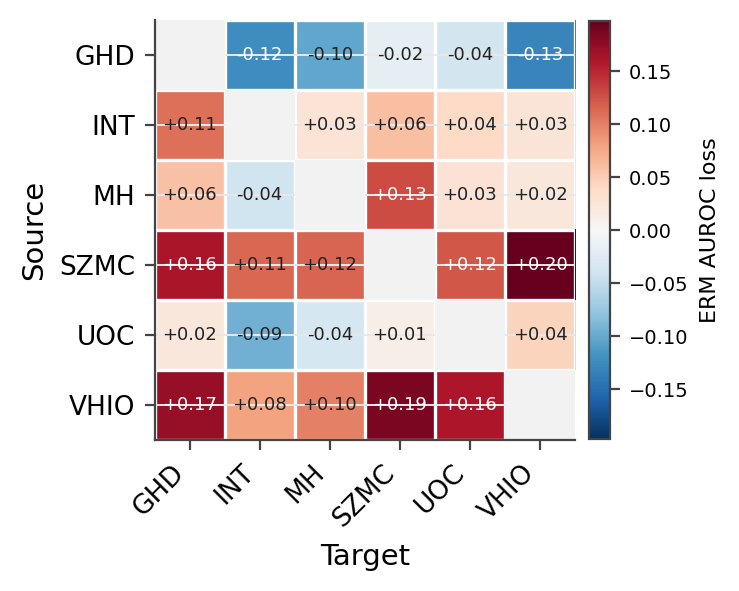 GHD -0.12 -0.10 -0.02 -0.04 -0.13
INT +0.11 +0.03 +0.06 +0.04 +0.03
MH +0.06 -0.04 +0.13 +0.03 +0.02
SZMC +0.16 +0.11 +0.12 +0.12 +0.20
UOC +0.02 -0.09 -0.04 +0.01 +0.04
VHIO +0.17 +0.08 +0.10 +0.19 +0.16
GHD INT MH SZMC UOC VHIO
Target
Source
0.15
0.10
0.05
0.00
−0.05
−0.10
−0.15
ERM AUROC loss